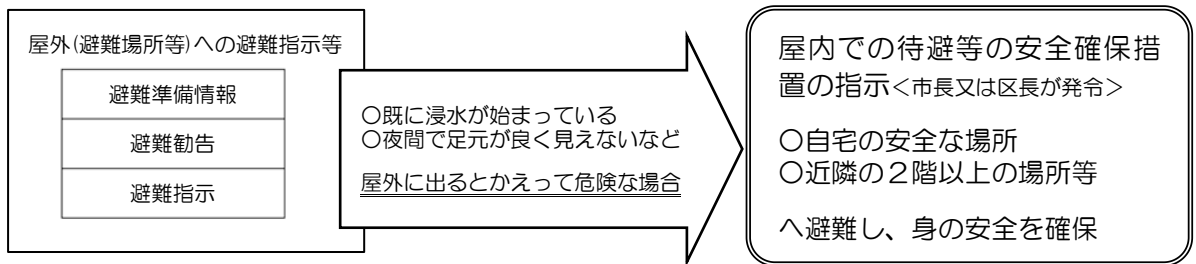 屋外(避難場所等)への避難指示等
避難準備情報
避難勧告
避難指示
○既に浸水が始まっている
○夜間で足元が良く見えないなど
屋外に出るとかえって危険な場合
屋内での待避等の安全確保措
置の指示<市長又は区長が発令>
○自宅の安全な場所
○近隣の２階以上の場所等
へ避難し、身の安全を確保